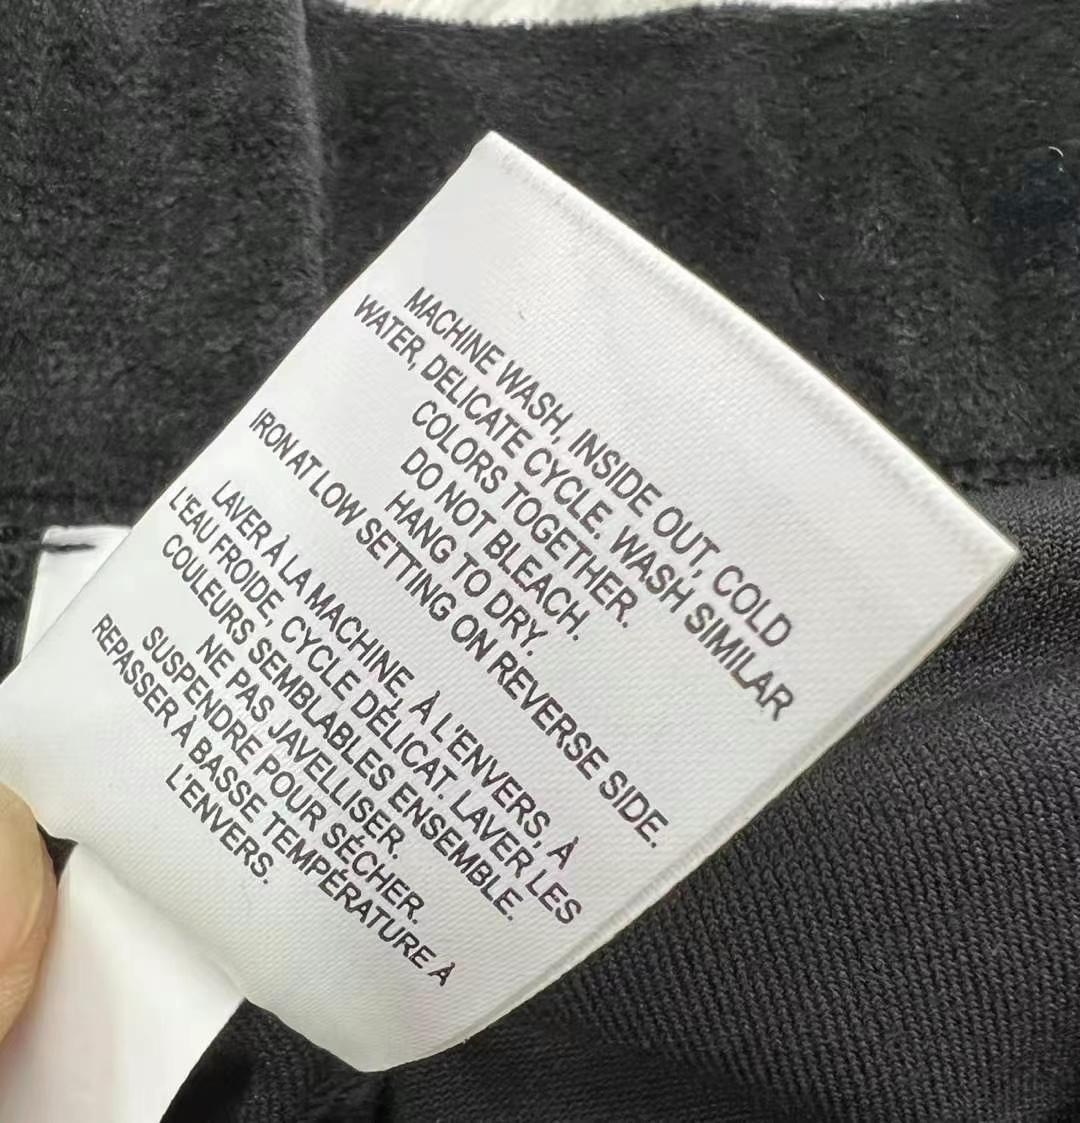 MACHINE WASH, INSIDE OUT, COLD
WATER, DELICATE CYCLE. WASH SIMILAR
COLORS TOGETHER.
DO NOT BLEACH.
HANG TO DRY.
IRON AT LOW SETTING ON REVERSE SIDE.
LAVER À LA MACHINE, À L'ENVERS, À
L'EAU FROIDE, CYCLE DÉLICAT. LAVER LES
COULEURS SEMBLABLES ENSEMBLE.
NE PAS JAVELLISER.
SUSPENDRE POUR SÉCHER.
REPASSER À BASSE TEMPÉRATURE À
L'ENVERS.